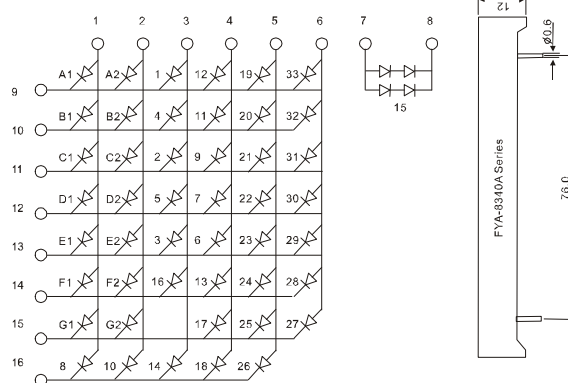 1 2 3 4 5 6 7 8
12
ø0.6
9 A1 A2 1 12 19 33
15
10 B1 B2 4 11 20 32
11 C1 C2 2 9 21 31
12 D1 D2 5 7 22 30
13 E1 E2 3 6 23 29
14 F1 F2 16 13 24 28
15 G1 G2 17 25 27
16 8 10 14 18 26
FYA-8340A Series
76.0